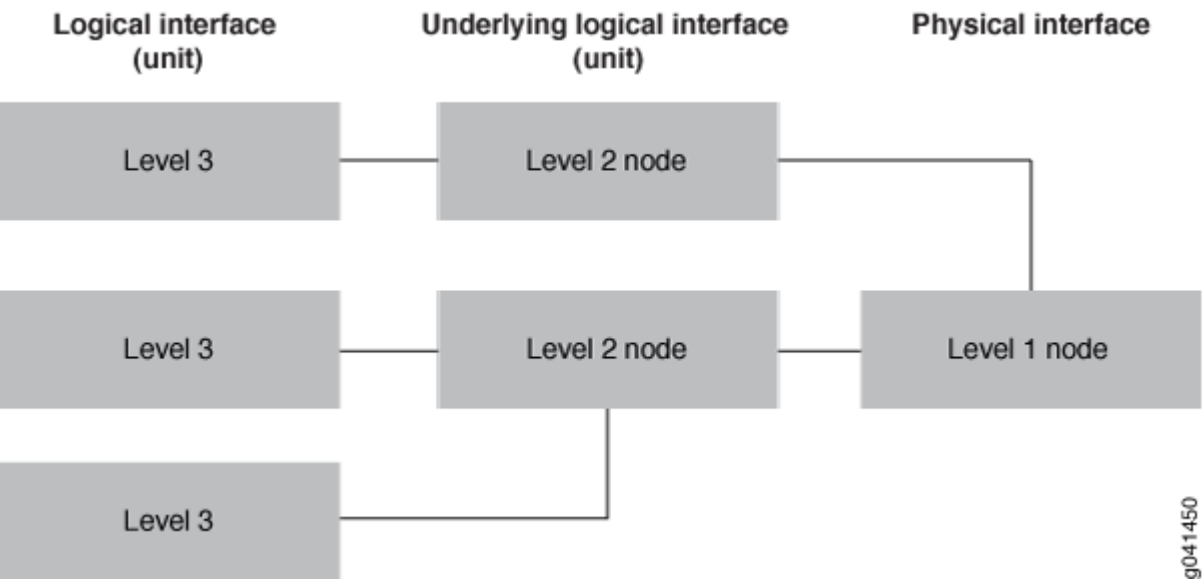 Logical interface
(unit)
Underlying logical interface
(unit)
Physical interface
Level 3
Level 2 node
Level 3
Level 2 node
Level 1 node
Level 3
g041450